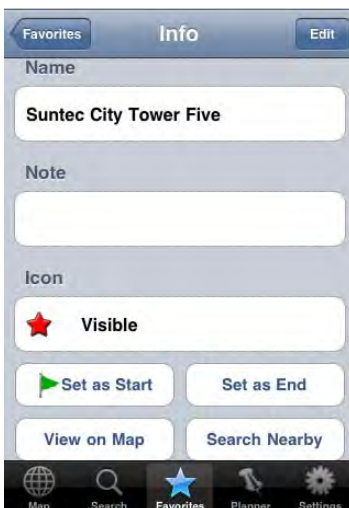 Favorites Info Edit
Name
Suntec City Tower Five
Note
Icon
Visible
Set as Start Set as End
View on Map Search Nearby
Map Search Favorites Planner Settings